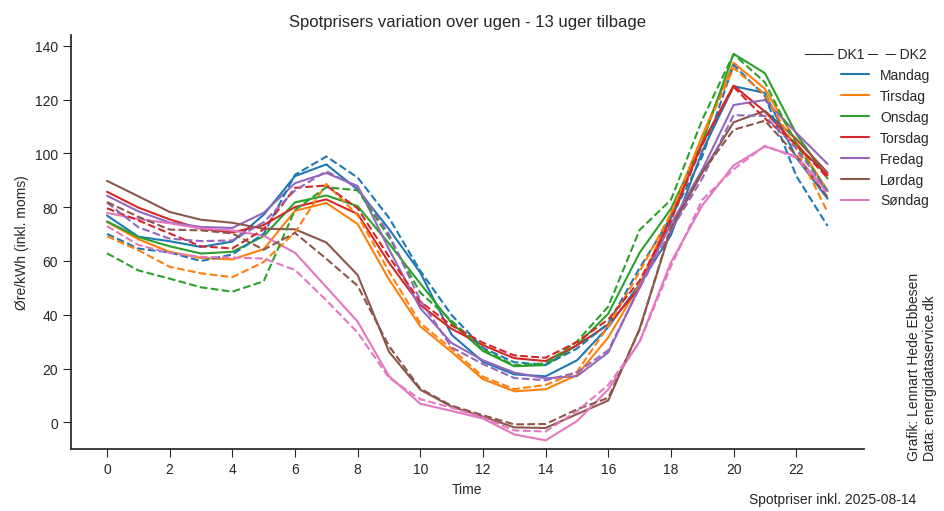 Spotprisers variation over ugen - 13 uger tilbage
Øre/kWh (inkl. moms)
140
120
100
80
60
40
20
0
0 2 4 6 8 10 12 14 16 18 20 22
Time
DK1 DK2
Mandag
Tirsdag
Onsdag
Torsdag
Fredag
Lørdag
Søndag
Grafik: Lennart Hede Ebbesen
Data: energidataservice.dk
Spotpriser inkl. 2025-08-14